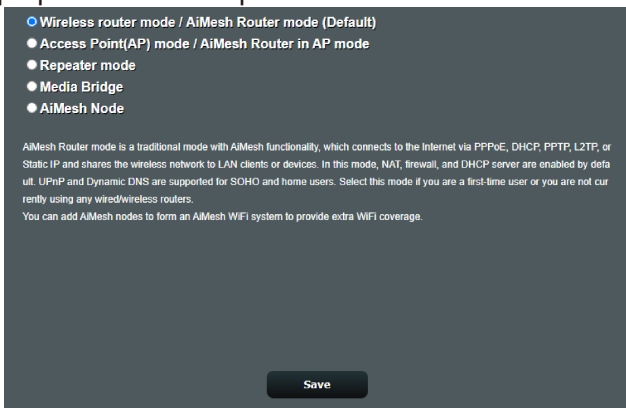 Wireless router mode / AiMesh Router mode (Default)
Access Point(AP) mode / AiMesh Router in AP mode
Repeater mode
Media Bridge
AiMesh Node
AiMesh Router mode is a traditional mode with AiMesh functionality, which connects to the Internet via PPPoE, DHCP, PPTP, L2TP, or
Static IP and shares the wireless network to LAN clients or devices. In this mode, NAT, firewall, and DHCP server are enabled by defa
ult. UPnP and Dynamic DNS are supported for SOHO and home users. Select this mode if you are a first-time user or you are not cur
rently using any wired/wireless routers.
You can add AiMesh nodes to form an AiMesh WiFi system to provide extra WiFi coverage.
Save